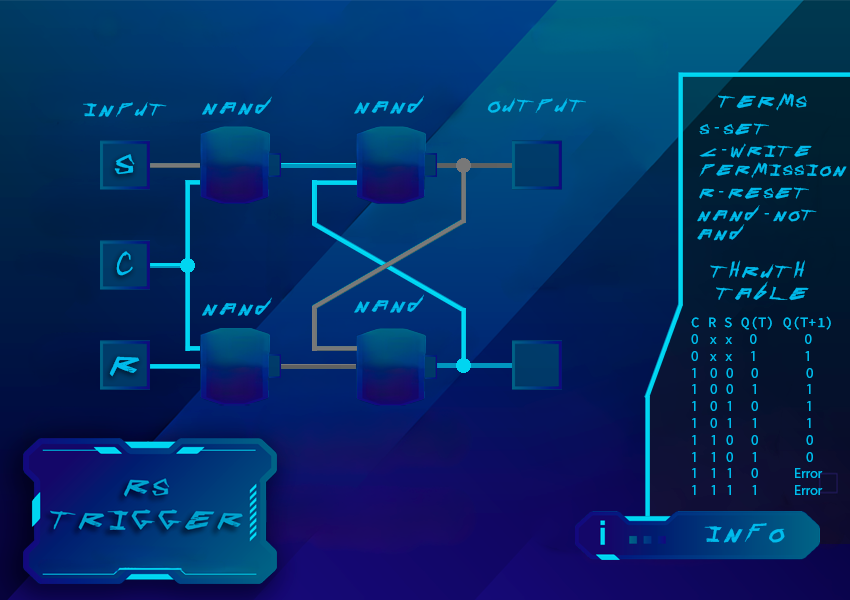 INPUT NAND NAND OUTPUT
S
C
NAND NAND
R
RS
TRIGGER
TERMS
S-SET
C-WRITE
PERMISSION
R-RESET
NAND-NOT
AND
THRUTH
TABLE
C R S Q(T) Q(T+1)
0 x x 0 0
0 x x 1 1
1 0 0 0 0
1 0 0 1 1
1 0 1 0 1
1 0 1 1 1
1 1 0 0 0
1 1 0 1 0
1 1 1 0 Error
1 1 1 1 Error
i INFO